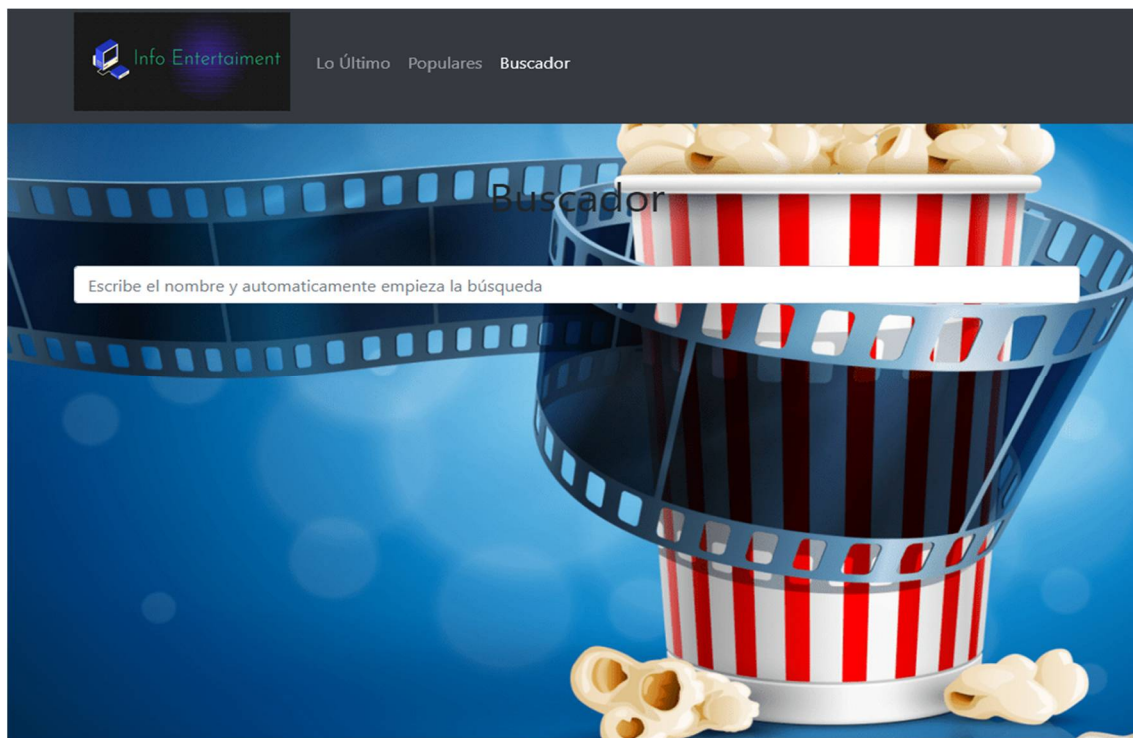 Info Entertaiment
Lo Último Populares Buscador
Buscador
Escribe el nombre y automaticamente empieza la búsqueda